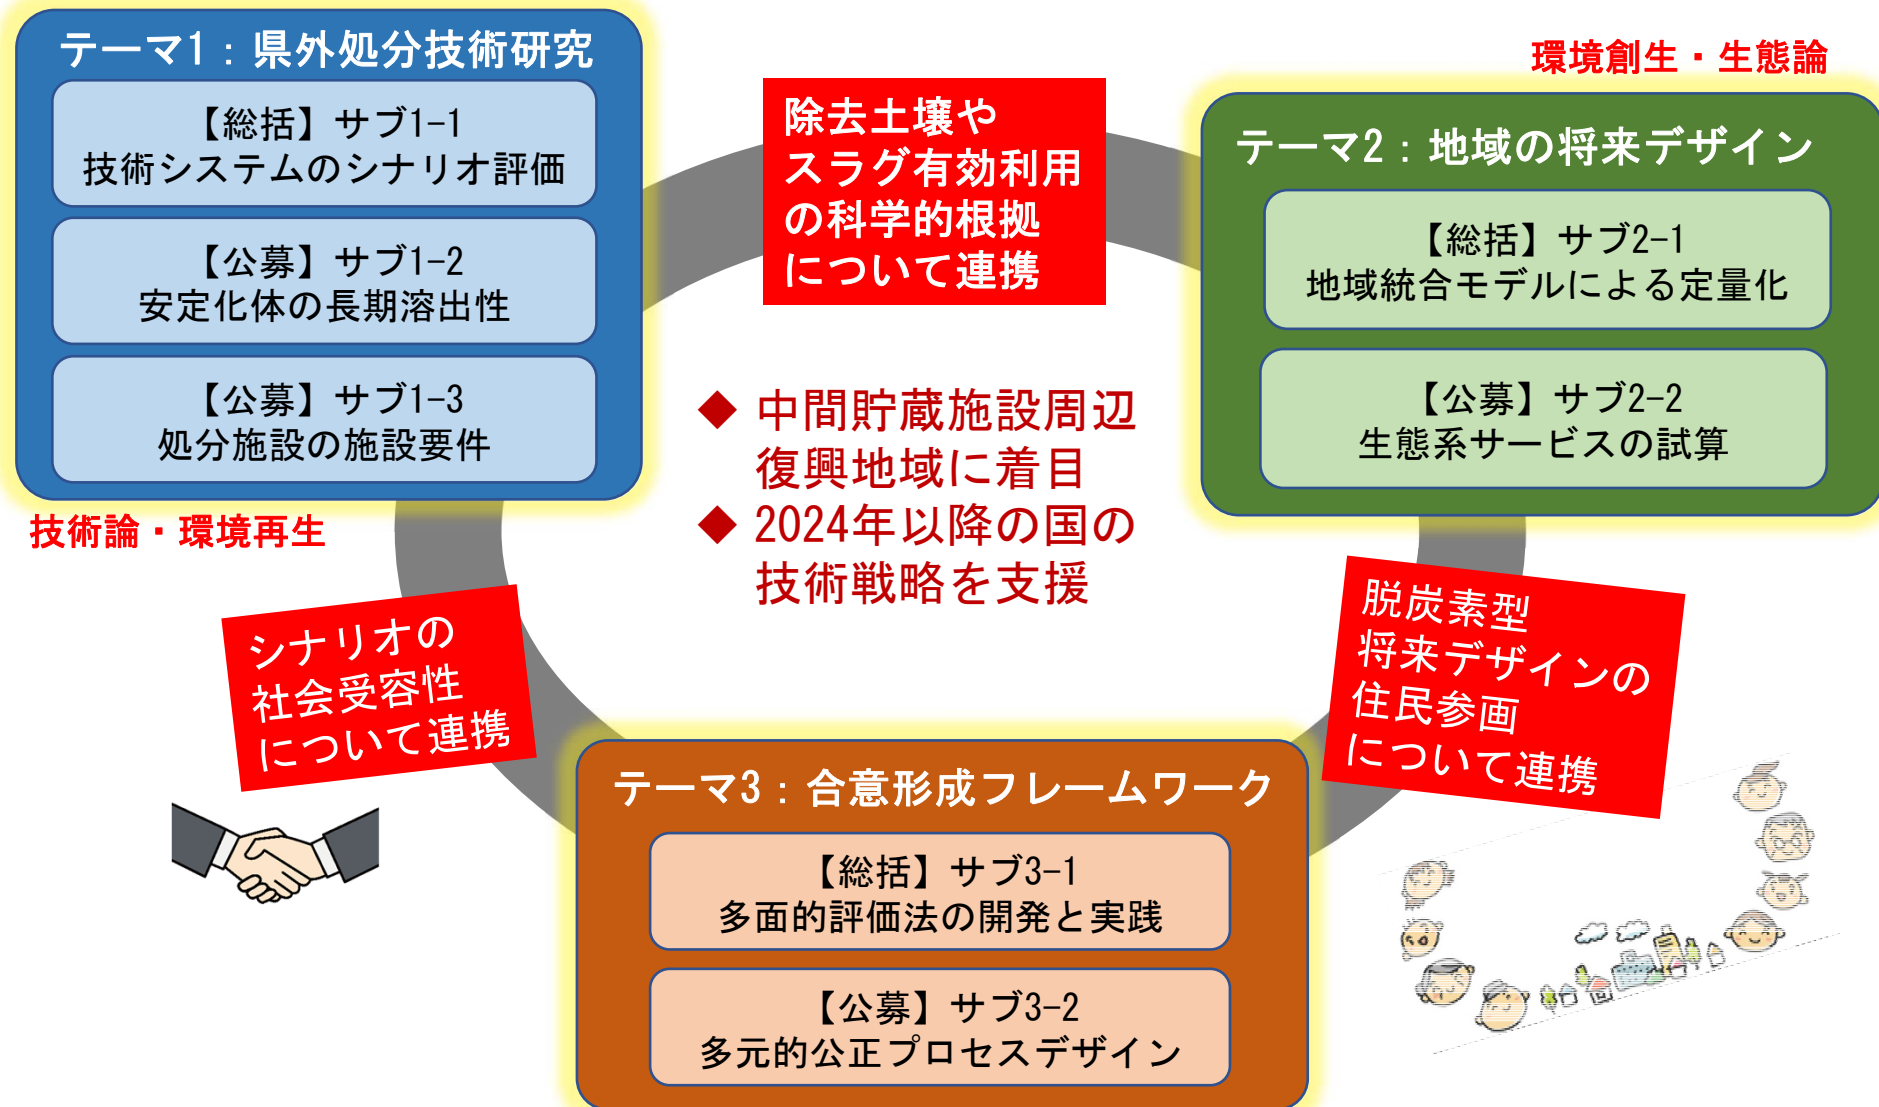 テーマ1：県外処分技術研究
【総括】サブ1-1
技術システムのシナリオ評価
【公募】サブ1-2
安定化体の長期溶出性
【公募】サブ1-3
処分施設の施設要件
技術論・環境再生
除去土壌や
スラグ有効利用
の科学的根拠
について連携
環境創生・生態論
テーマ2：地域の将来デザイン
【総括】サブ2-1
地域統合モデルによる定量化
【公募】サブ2-2
生態系サービスの試算
◆ 中間貯蔵施設周辺
復興地域に着目
◆ 2024年以降の国の
技術戦略を支援
シナリオの
社会受容性
について連携
脱炭素型
将来デザインの
住民参画
について連携
テーマ3：合意形成フレームワーク
【総括】サブ3-1
多面的評価法の開発と実践
【公募】サブ3-2
多元的公正プロセスデザイン